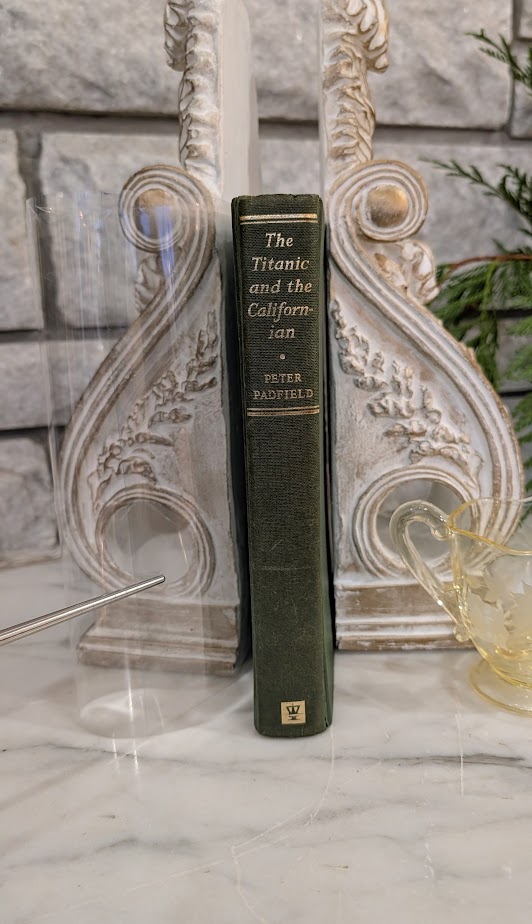 The
Titanic
and the
Californ-
ian
PETER
PADFIELD